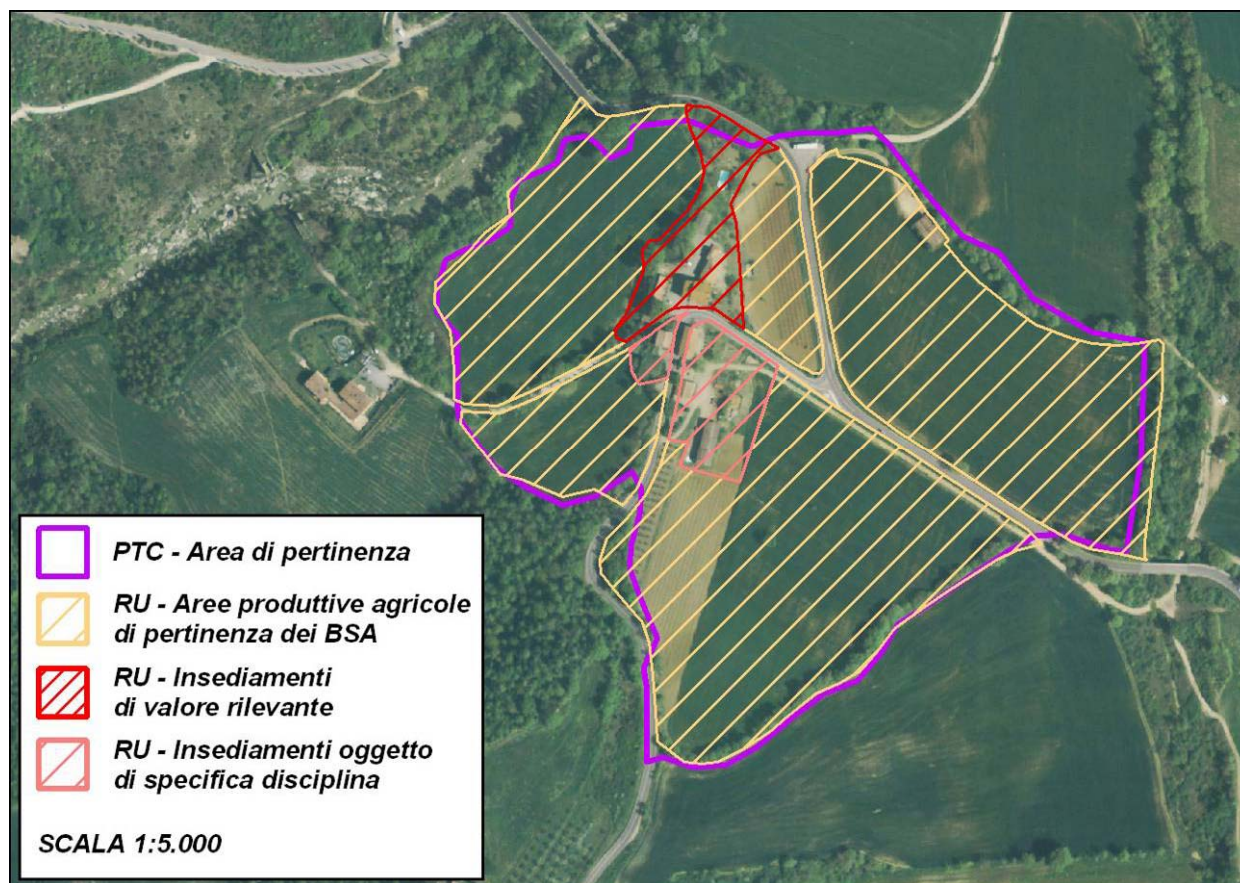 PTC - Area di pertinenza
RU - Aree produttive agricole
di pertinenza dei BSA
RU - Insediamenti
di valore rilevante
RU - Insediamenti oggetto
di specifica disciplina
SCALA 1:5.000